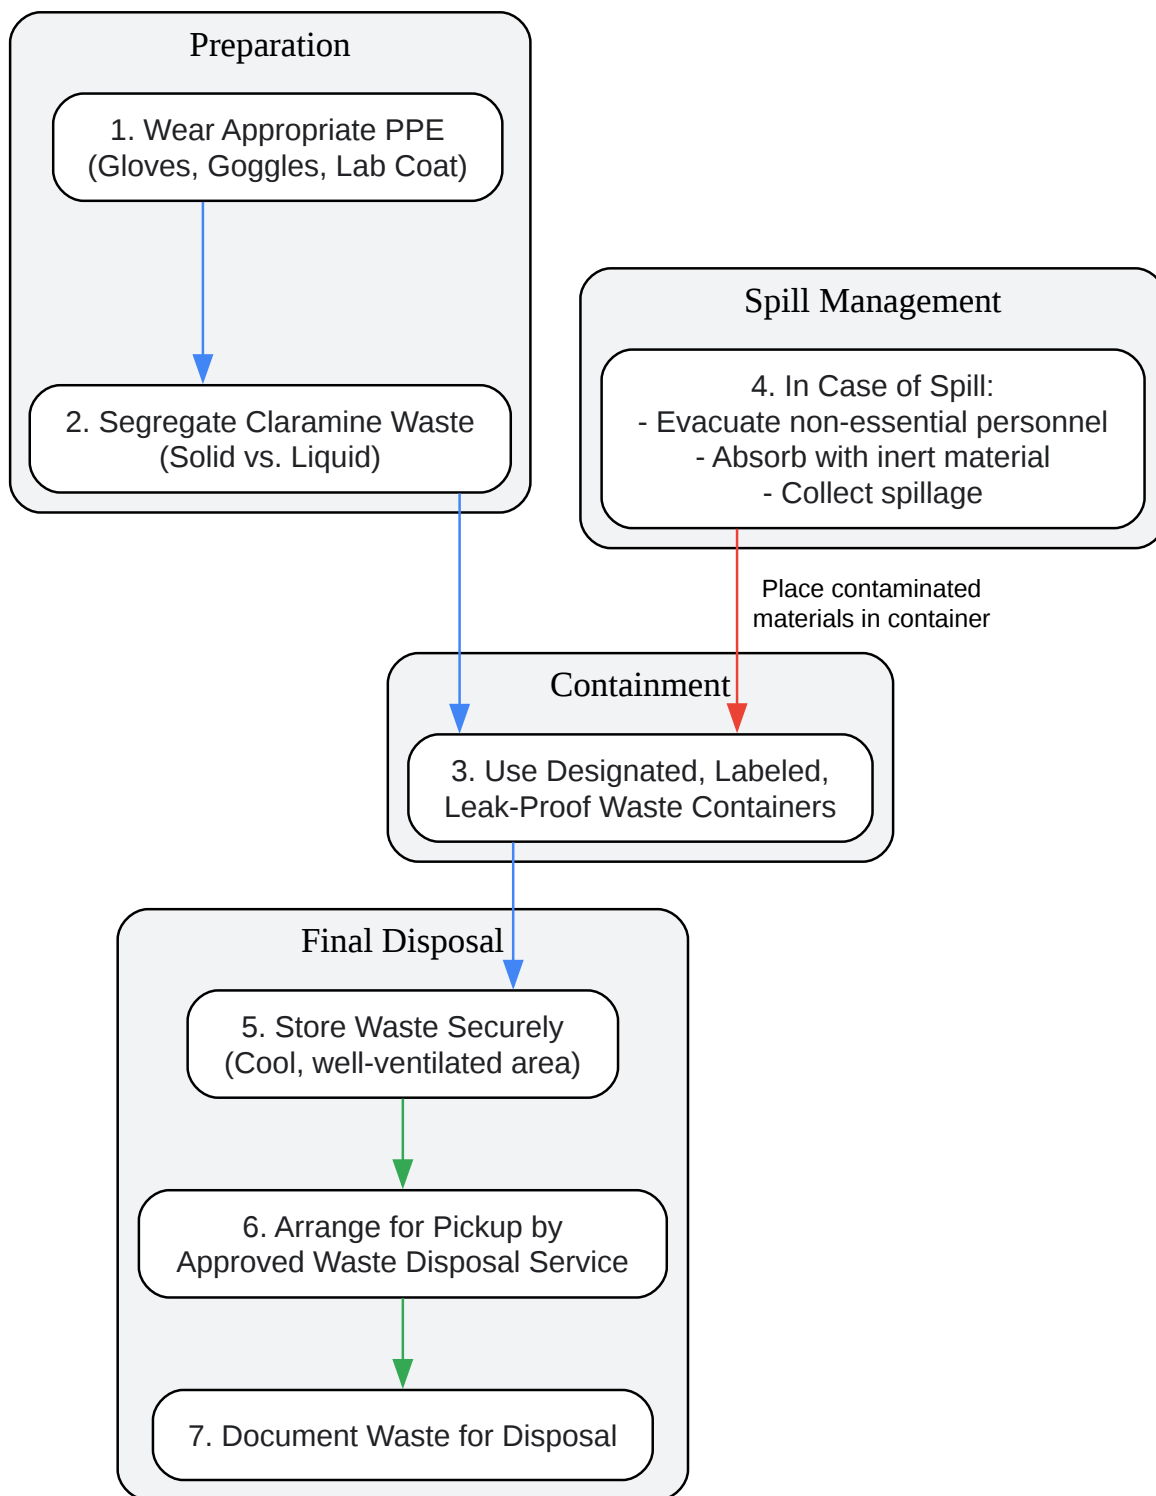 Preparation
1. Wear Appropriate PPE
(Gloves, Goggles, Lab Coat)
2. Segregate Claramine Waste
(Solid vs. Liquid)
Spill Management
4. In Case of Spill:
- Evacuate non-essential personnel
- Absorb with inert material
- Collect spillage
Place contaminated
materials in container
Containment
3. Use Designated, Labeled,
Leak-Proof Waste Containers
Final Disposal
5. Store Waste Securely
(Cool, well-ventilated area)
6. Arrange for Pickup by
Approved Waste Disposal Service
7. Document Waste for Disposal